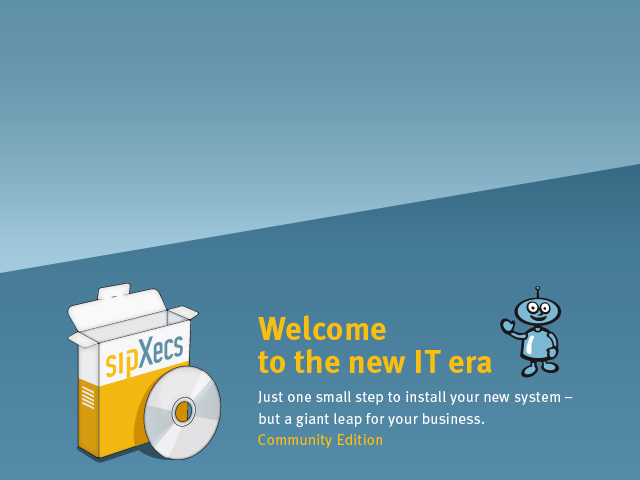 sipXecs
Welcome
to the new IT era
Just one small step to install your new system –
but a giant leap for your business.
Community Edition